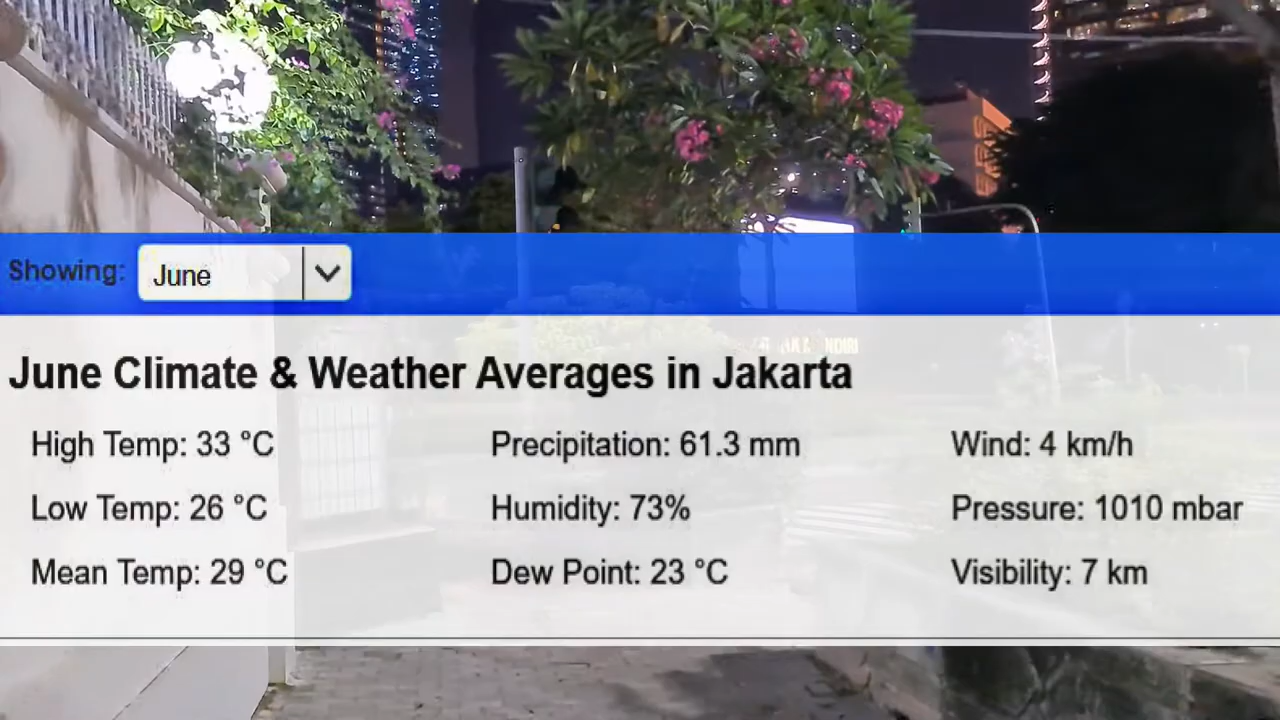 Showing: June
June Climate & Weather Averages in Jakarta
High Temp: 33 °C Precipitation: 61.3 mm Wind: 4 km/h
Low Temp: 26 °C Humidity: 73% Pressure: 1010 mbar
Mean Temp: 29 °C Dew Point: 23 °C Visibility: 7 km